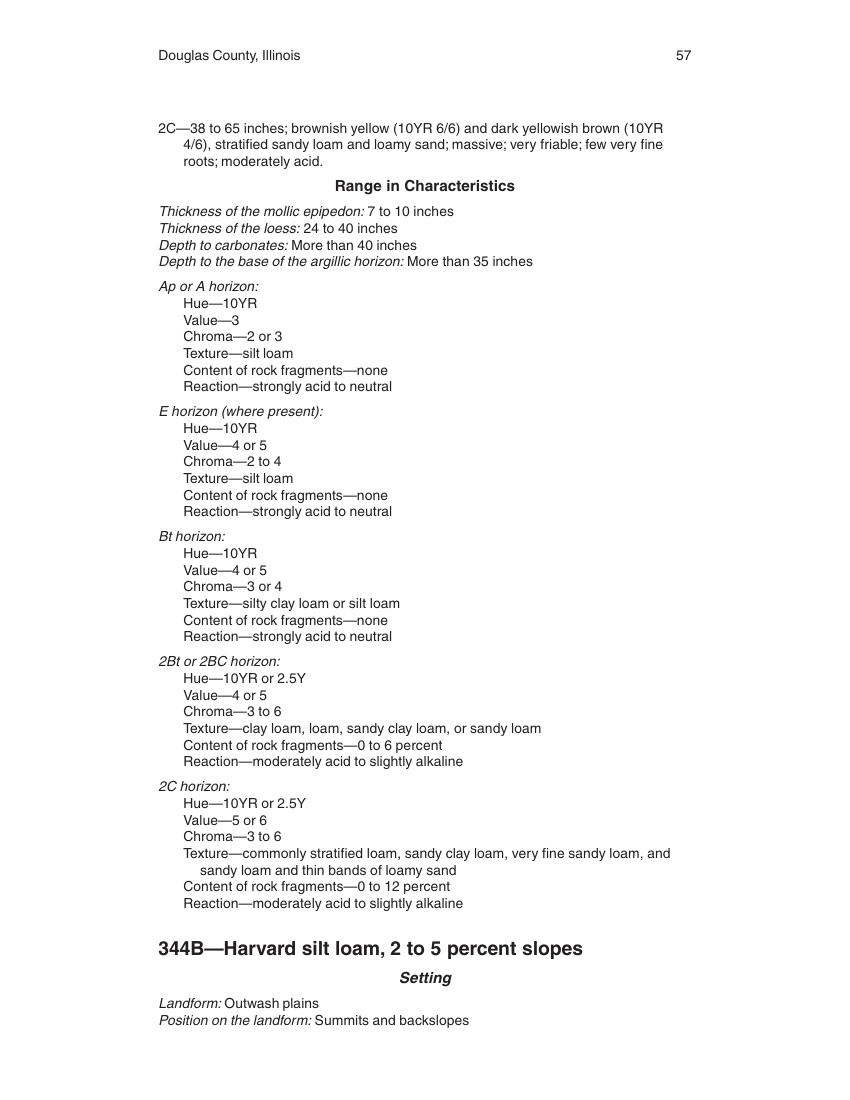 Douglas County, Illinois 57
2C—38 to 65 inches; brownish yellow (10YR 6/6) and dark yellowish brown (10YR
4/6), stratified sandy loam and loamy sand; massive; very friable; few very fine
roots; moderately acid.
Range in Characteristics
Thickness of the mollic epipedon: 7 to 10 inches
Thickness of the loess: 24 to 40 inches
Depth to carbonates: More than 40 inches
Depth to the base of the argillic horizon: More than 35 inches
Ap or A horizon:
Hue—10YR
Value—3
Chroma—2 or 3
Texture—silt loam
Content of rock fragments—none
Reaction—strongly acid to neutral
E horizon (where present):
Hue—10YR
Value—4 or 5
Chroma—2 to 4
Texture—silt loam
Content of rock fragments—none
Reaction—strongly acid to neutral
Bt horizon:
Hue—10YR
Value—4 or 5
Chroma—3 or 4
Texture—silty clay loam or silt loam
Content of rock fragments—none
Reaction—strongly acid to neutral
2Bt or 2BC horizon:
Hue—10YR or 2.5Y
Value—4 or 5
Chroma—3 to 6
Texture—clay loam, loam, sandy clay loam, or sandy loam
Content of rock fragments—0 to 6 percent
Reaction—moderately acid to slightly alkaline
2C horizon:
Hue—10YR or 2.5Y
Value—5 or 6
Chroma—3 to 6
Texture—commonly stratified loam, sandy clay loam, very fine sandy loam, and
sandy loam and thin bands of loamy sand
Content of rock fragments—0 to 12 percent
Reaction—moderately acid to slightly alkaline
344B—Harvard silt loam, 2 to 5 percent slopes
Setting
Landform: Outwash plains
Position on the landform: Summits and backslopes